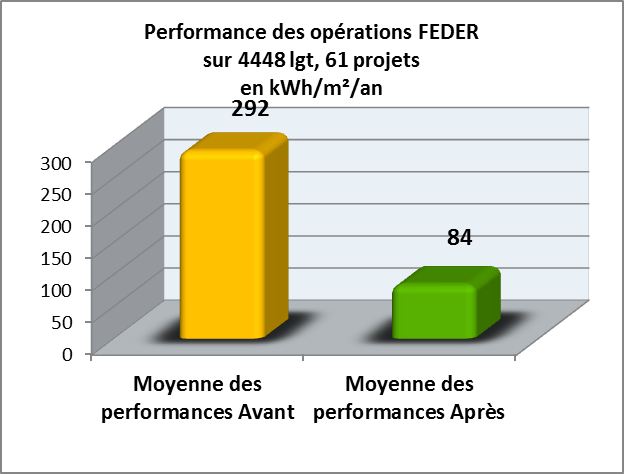 Performance des opérations FEDER
sur 4448 lgt, 61 projets
en kWh/m²/an
292
84
300
250
200
150
100
50
0
Moyenne des
performances Avant
Moyenne des
performances Après